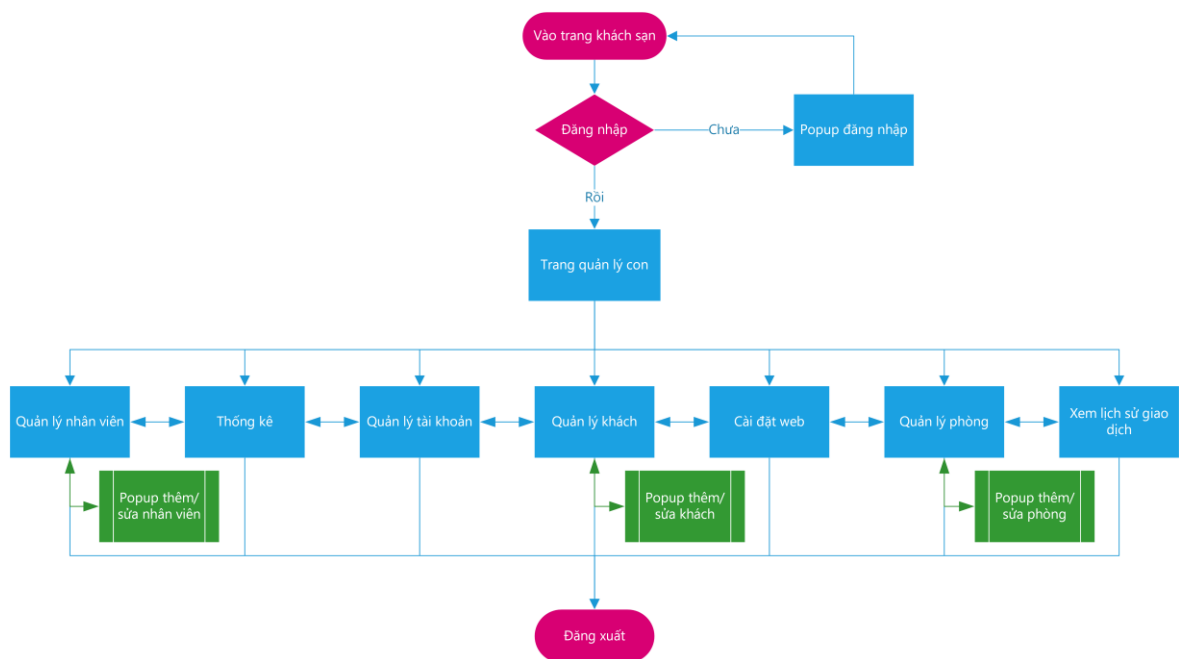 Vào trang khách sạn
Đăng nhập
Chưa
Popup đăng nhập
Rồi
Trang quản lý con
Quản lý nhân viên
Thống kê
Quản lý tài khoản
Quản lý khách
Cài đặt web
Quản lý phòng
Xem lịch sử giao
dịch
Popup thêm/
sửa nhân viên
Popup thêm/
sửa khách
Popup thêm/
sửa phòng
Đăng xuất